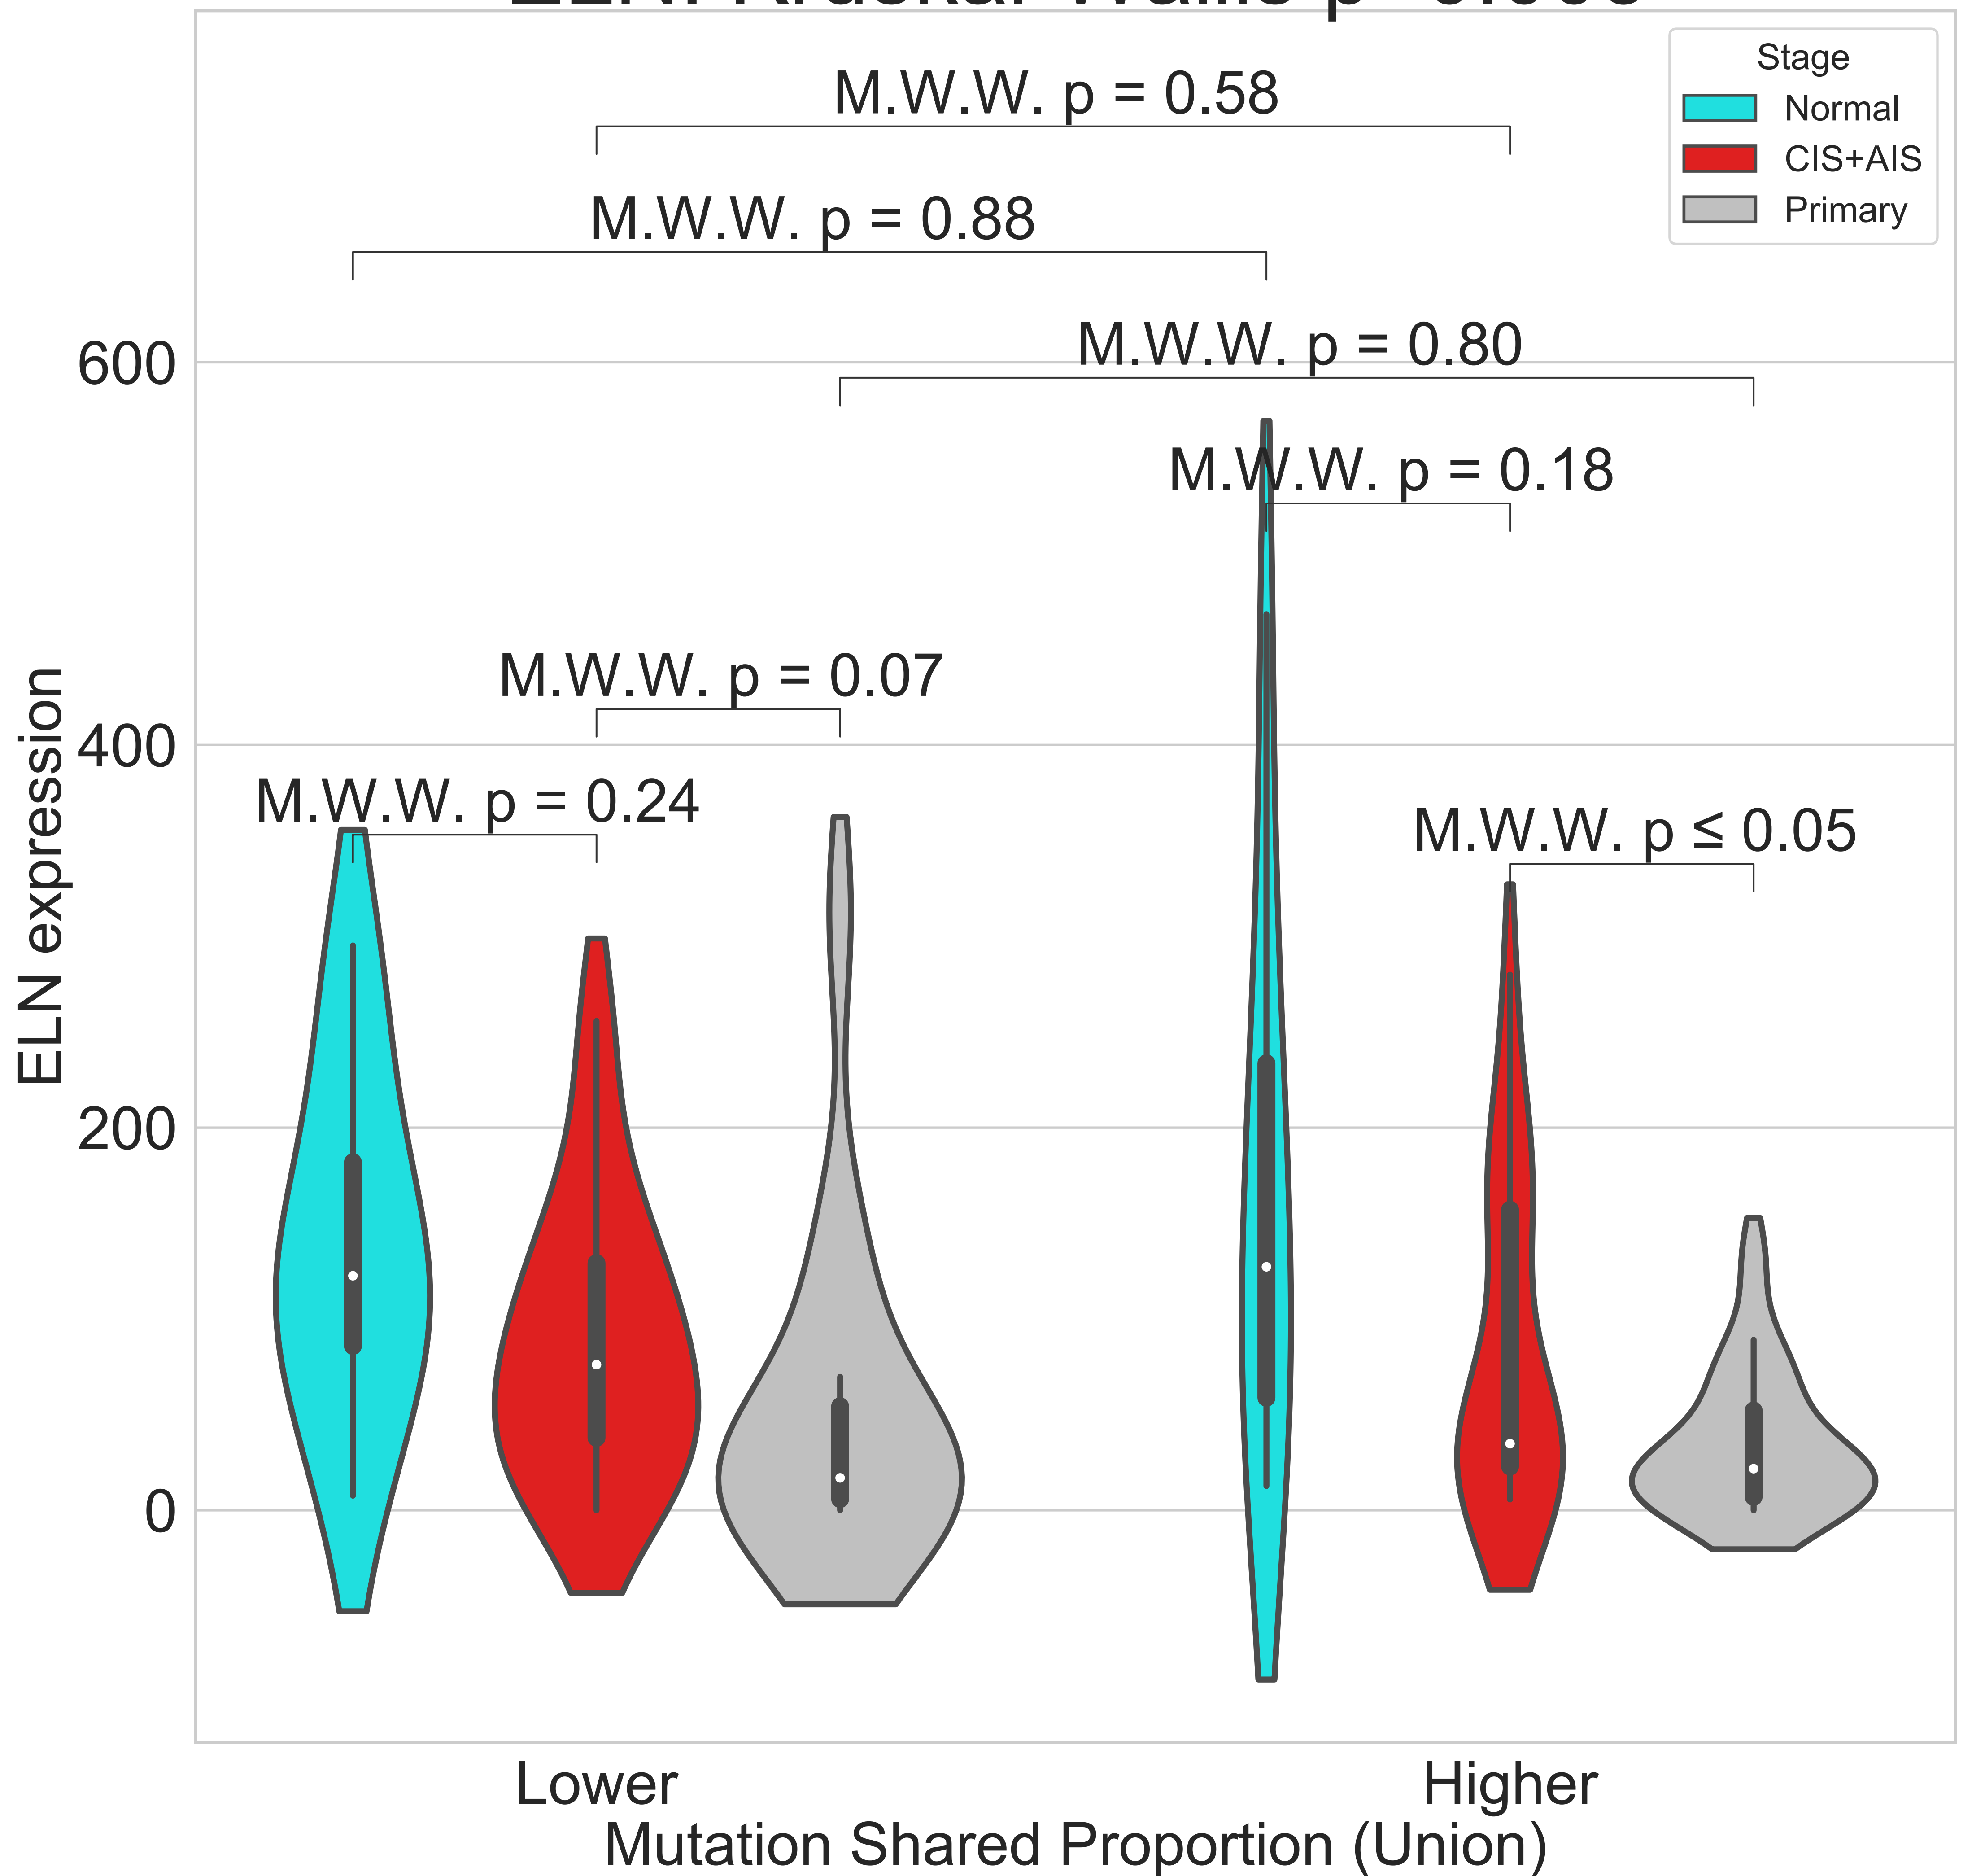 Stage
Normal
CIS+AIS
Primary
M.W.W. p = 0.58
M.W.W. p = 0.88
M.W.W. p = 0.80
M.W.W. p = 0.18
M.W.W. p = 0.07
M.W.W. p = 0.24
M.W.W. p ≤ 0.05
600
400
200
0
ELN expression
Lower
Higher
Mutation Shared Proportion (Union)